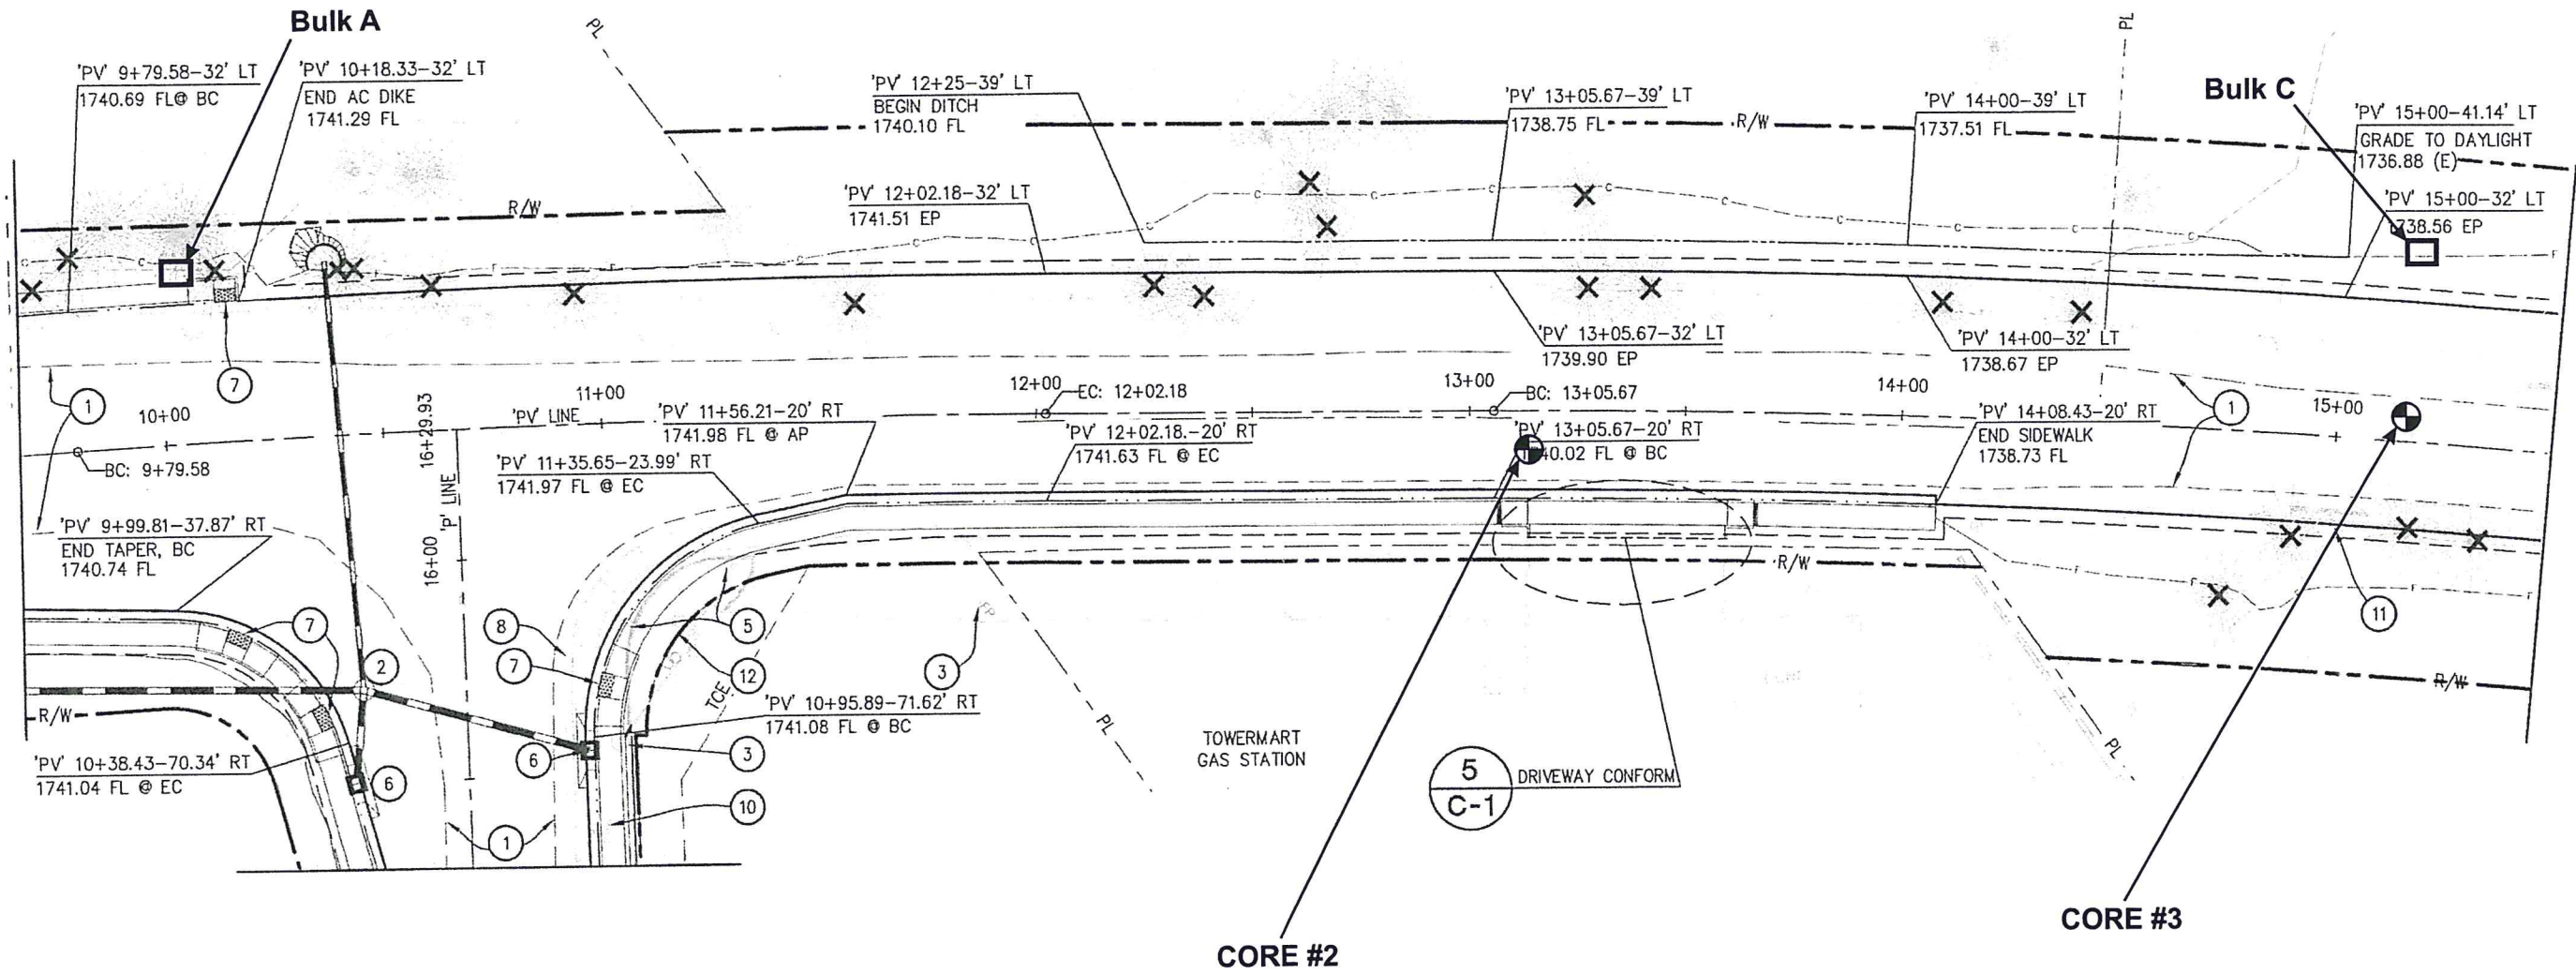 Bulk A
'PV' 9+79.58-32' LT
1740.69 FL@ BC
'PV' 10+18.33-32' LT
END AC DIKE
1741.29 FL
PL
'PV' 12+25-39' LT
BEGIN DITCH
1740.10 FL
'PV' 13+05.67-39' LT
1738.75 FL
R/W
'PV' 14+00-39' LT
1737.51 FL
PL
Bulk C
'PV' 15+00-41.14' LT
GRADE TO DAYLIGHT
1736.88 (E)
'PV' 15+00-32' LT
1738.56 EP
R/W
'PV' 12+02.18-32' LT
1741.51 EP
C
C
C
C
C
C
C
C
C
C
C
C
C
F
F
F
F
'PV' 13+05.67-32' LT
1739.90 EP
'PV' 14+00-32' LT
1738.67 EP
1
7
10+00
BC: 9+79.58
16+29.93
'P' LINE
16+00
'PV' LINE
11+00
12+00
EC: 12+02.18
13+00
BC: 13+05.67
14+00
15+00
1
'PV' 11+56.21-20' RT
1741.98 FL @ AP
'PV' 11+35.65-23.99' RT
1741.97 FL @ EC
'PV' 12+02.18.-20' RT
1741.63 FL @ EC
'PV' 13+05.67-20' RT
1740.02 FL @ BC
'PV' 14+08.43-20' RT
END SIDEWALK
1738.73 FL
'PV' 9+99.81-37.87' RT
END TAPER, BC
1740.74 FL
R/W
F
F
F
F
11
7
2
8
7
5
12
3
TCE
PL
PL
R/W
R/W
'PV' 10+95.89-71.62' RT
1741.08 FL @ BC
TOWERMART
GAS STATION
'PV' 10+38.43-70.34' RT
1741.04 FL @ EC
6
6
3
10
1
5
C-1
DRIVEWAY CONFORM
CORE #2
CORE #3